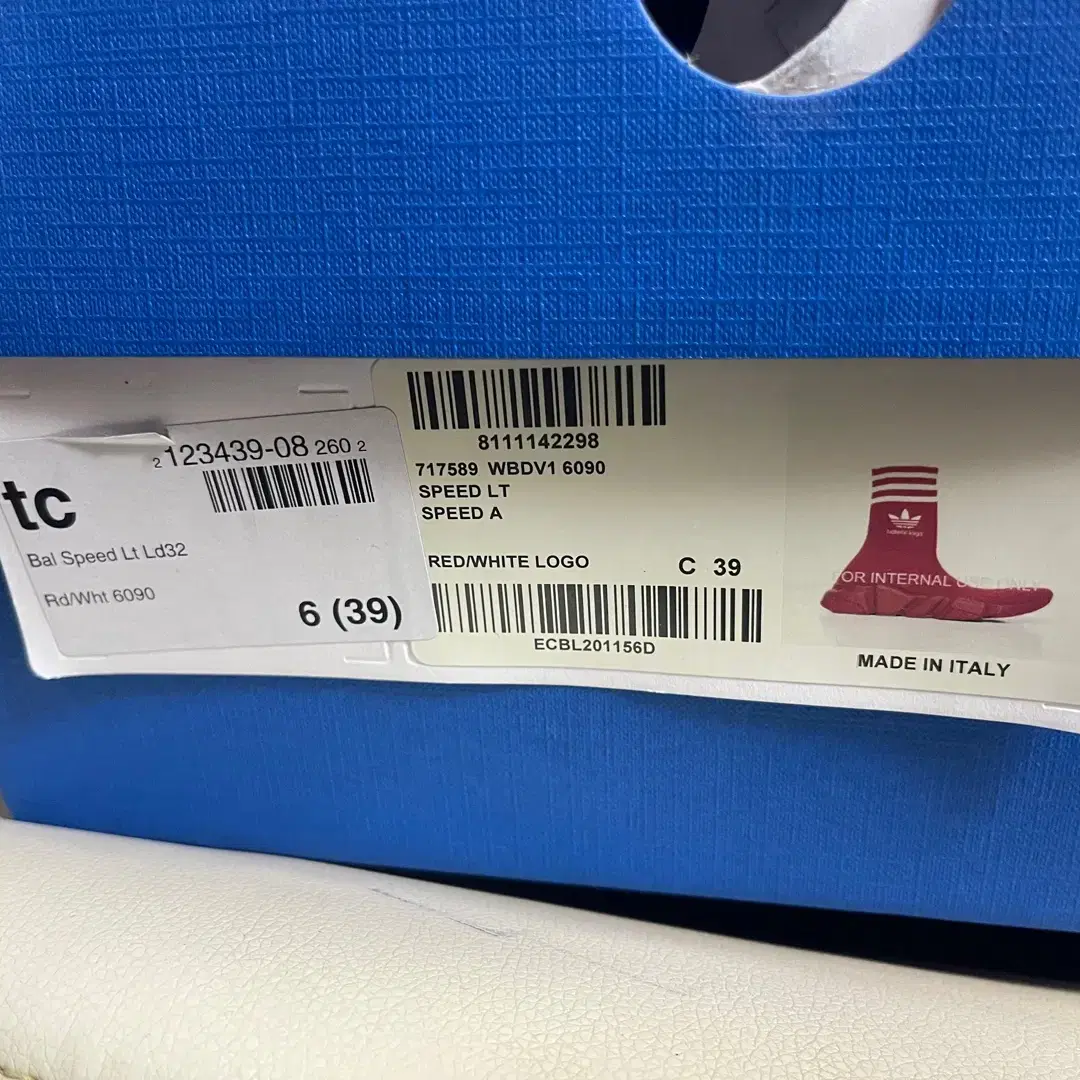 2 123439-08 260 2
tc
Bal Speed Lt Ld32
Rd/Wht 6090
6 (39)
8111142298
717589 WBDV1 6090
SPEED LT
SPEED A
RED/WHITE LOGO
C 39
ECBL201156D
FOR INTERNAL USE ONLY
MADE IN ITALY